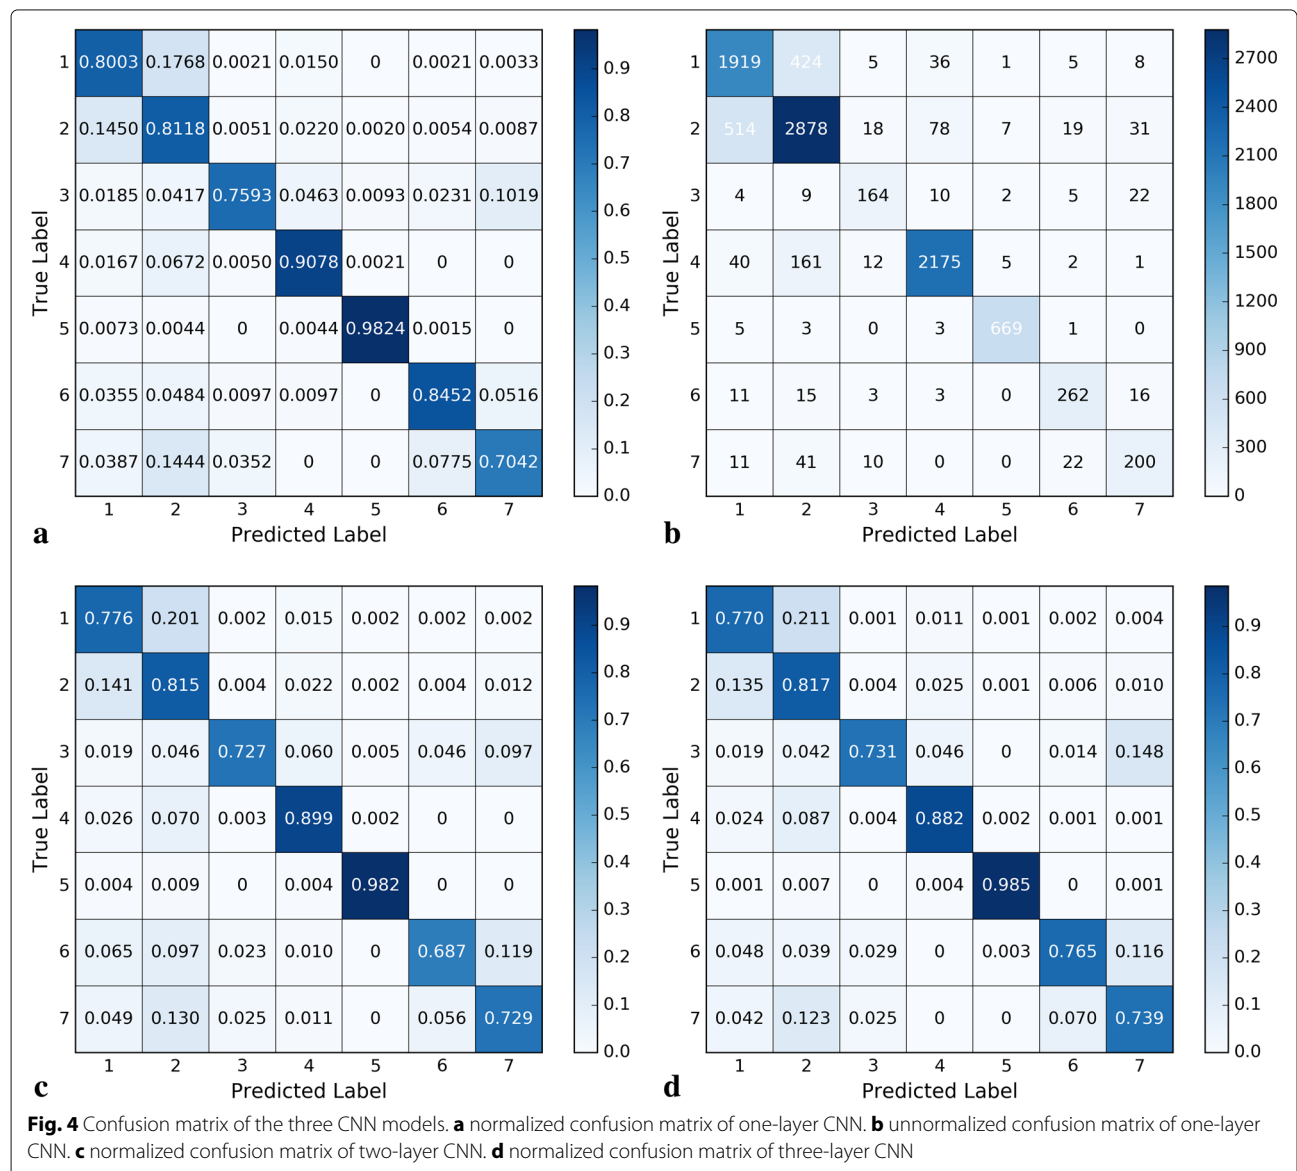 1 0.8003 0.1768 0.0021 0.0150 0 0.0021 0.0033
2 0.1450 0.8118 0.0051 0.0220 0.0020 0.0054 0.0087
3 0.0185 0.0417 0.7593 0.0463 0.0093 0.0231 0.1019
4 0.0167 0.0672 0.0050 0.9078 0.0021 0 0
5 0.0073 0.0044 0 0.0044 0.9824 0.0015 0
6 0.0355 0.0484 0.0097 0.0097 0 0.8452 0.0516
7 0.0387 0.1444 0.0352 0 0 0.0775 0.7042
1 2 3 4 5 6 7
True Label
Predicted Label
0.9
0.8
0.7
0.6
0.5
0.4
0.3
0.2
0.1
0.0
a
1 1919 424 5 36 1 5 8
2 514 2878 18 78 7 19 31
3 4 9 164 10 2 5 22
4 40 161 12 2175 5 2 1
5 5 3 0 3 669 1 0
6 11 15 3 3 0 262 16
7 11 41 10 0 0 22 200
1 2 3 4 5 6 7
True Label
Predicted Label
2700
2400
2100
1800
1500
1200
900
600
300
0
b
1 0.776 0.201 0.002 0.015 0.002 0.002 0.002
2 0.141 0.815 0.004 0.022 0.002 0.004 0.012
3 0.019 0.046 0.727 0.060 0.005 0.046 0.097
4 0.026 0.070 0.003 0.899 0.002 0 0
5 0.004 0.009 0 0.004 0.982 0 0
6 0.065 0.097 0.023 0.010 0 0.687 0.119
7 0.049 0.130 0.025 0.011 0 0.056 0.729
1 2 3 4 5 6 7
True Label
Predicted Label
0.9
0.8
0.7
0.6
0.5
0.4
0.3
0.2
0.1
0.0
c
1 0.770 0.211 0.001 0.011 0.001 0.002 0.004
2 0.135 0.817 0.004 0.025 0.001 0.006 0.010
3 0.019 0.042 0.731 0.046 0 0.014 0.148
4 0.024 0.087 0.004 0.882 0.002 0.001 0.001
5 0.001 0.007 0 0.004 0.985 0 0.001
6 0.048 0.039 0.029 0 0.003 0.765 0.116
7 0.042 0.123 0.025 0 0 0.070 0.739
1 2 3 4 5 6 7
True Label
Predicted Label
0.9
0.8
0.7
0.6
0.5
0.4
0.3
0.2
0.1
0.0
d
Fig. 4 Confusion matrix of the three CNN models. a normalized confusion matrix of one-layer CNN. b unnormalized confusion matrix of one-layer
CNN. c normalized confusion matrix of two-layer CNN. d normalized confusion matrix of three-layer CNN